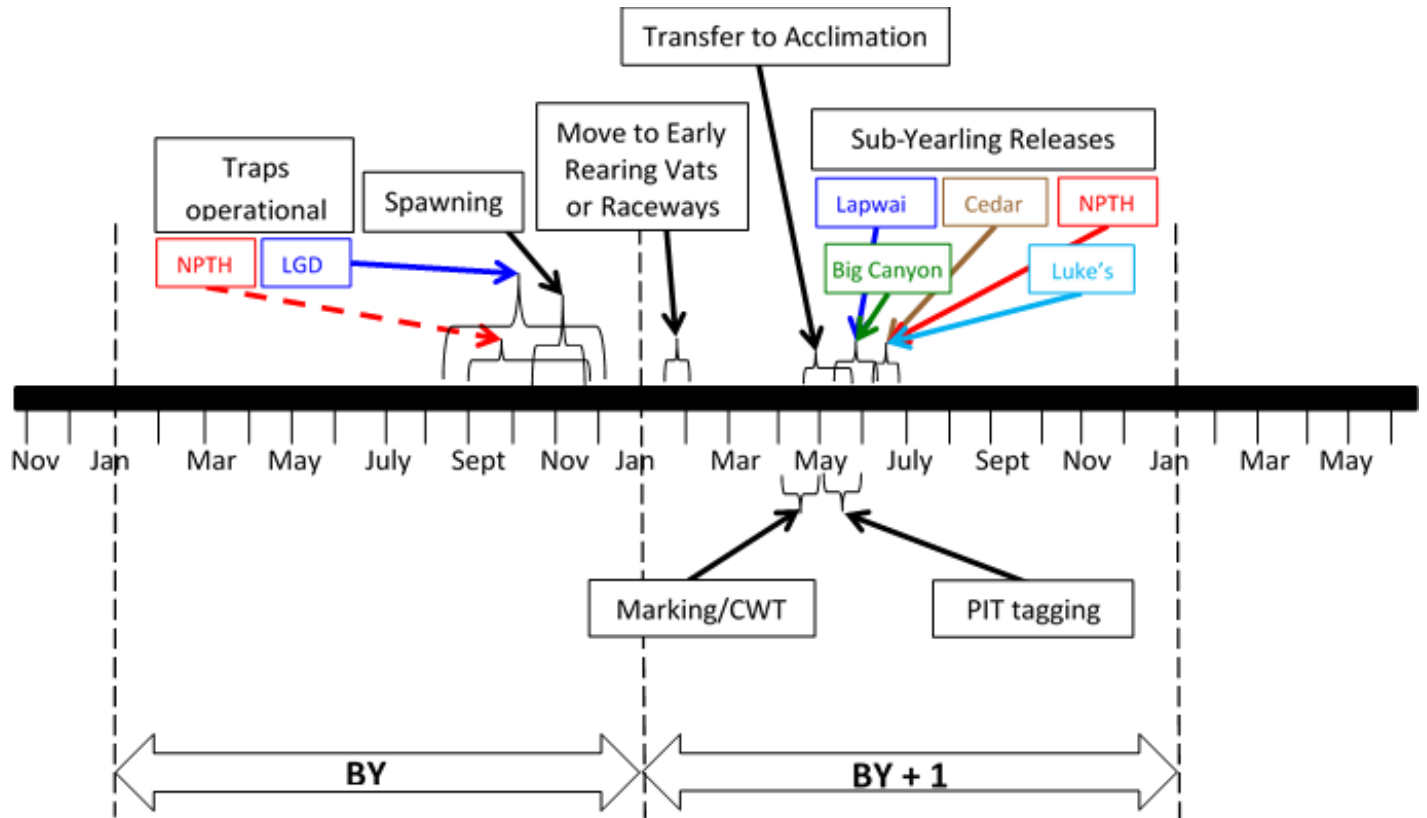 Transfer to Acclimation
Move to Early
Rearing Vats
or Raceways
Sub-Yearling Releases
Traps
operational
Spawning
Lapwai
Cedar
NPTH
NPTH
LGD
Big Canyon
Luke's
Nov Jan Mar May July Sept Nov Jan Mar May July Sept Nov Jan Mar May
Marking/CWT
PIT tagging
BY
BY + 1